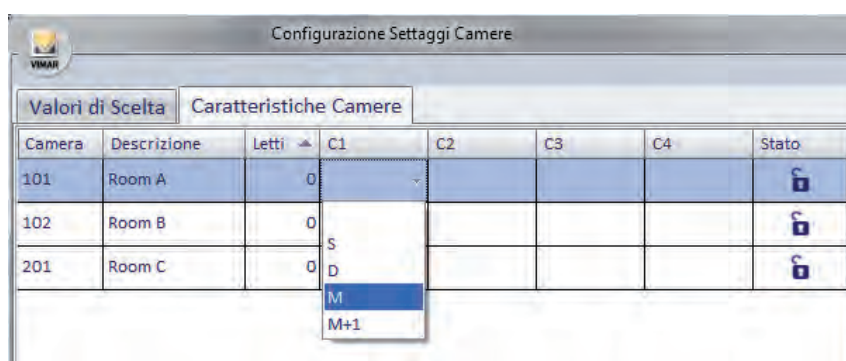 Configurazione Settaggi Camere
VIMAR
Valori di Scelta Caratteristiche Camere
Camera Descrizione Letti C1 C2 C3 C4 Stato
101 Room A 0
102 Room B 0
S
201 Room C 0 D
M
M+1